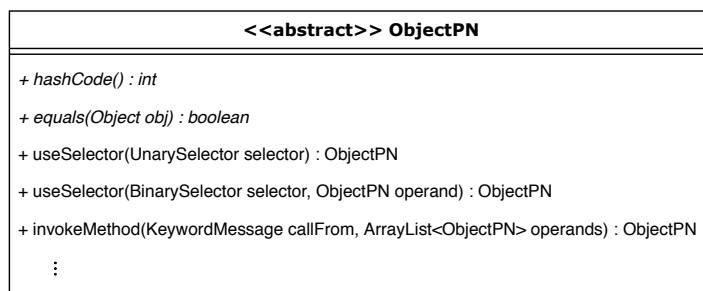 <<abstract>> ObjectPN
+ hashCode() : int
+ equals(Object obj) : boolean
+ useSelector(UnarySelector selector) : ObjectPN
+ useSelector(BinarySelector selector, ObjectPN operand) : ObjectPN
+ invokeMethod(KeywordMessage callFrom, ArrayList<ObjectPN> operands) : ObjectPN
⋮